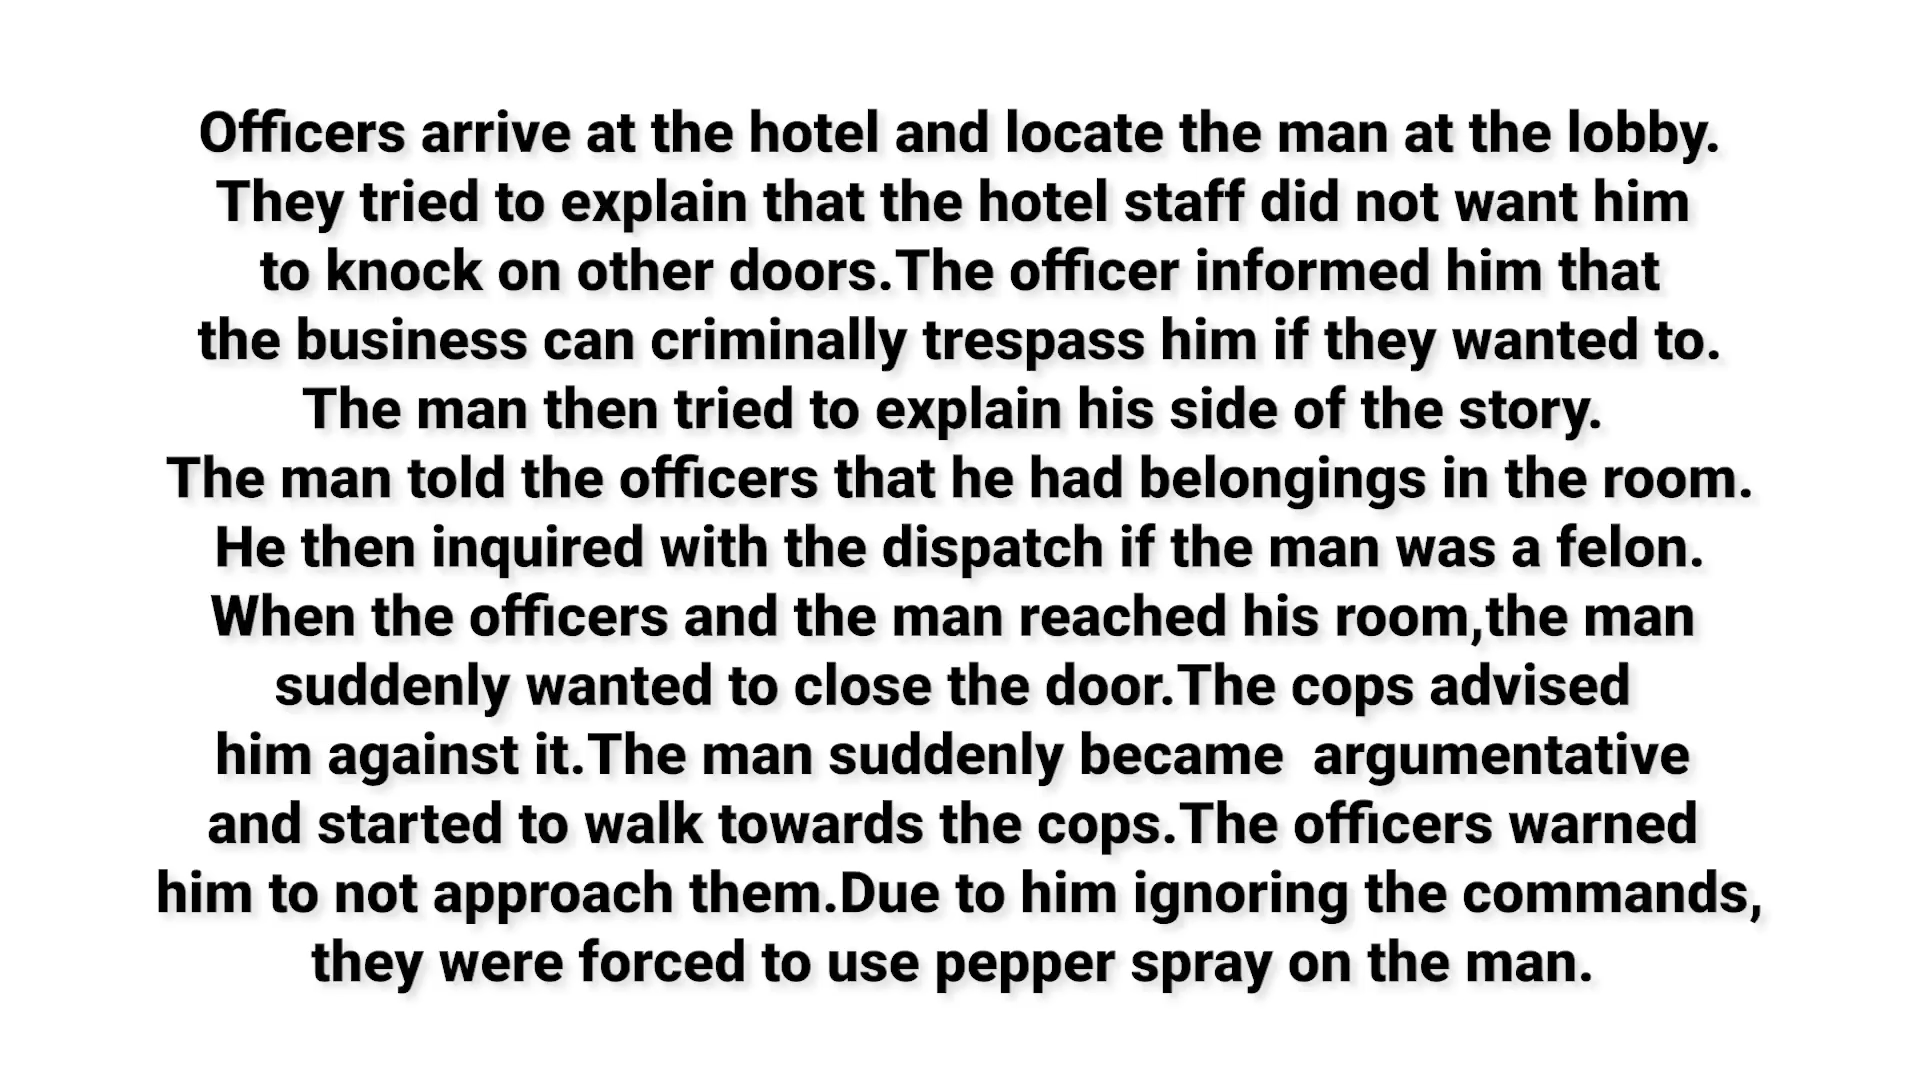 Officers arrive at the hotel and locate the man at the lobby.
They tried to explain that the hotel staff did not want him
to knock on other doors.The officer informed him that
the business can criminally trespass him if they wanted to.
The man then tried to explain his side of the story.
The man told the officers that he had belongings in the room.
He then inquired with the dispatch if the man was a felon.
When the officers and the man reached his room,the man
suddenly wanted to close the door.The cops advised
him against it.The man suddenly became  argumentative
and started to walk towards the cops.The officers warned
him to not approach them.Due to him ignoring the commands,
they were forced to use pepper spray on the man.